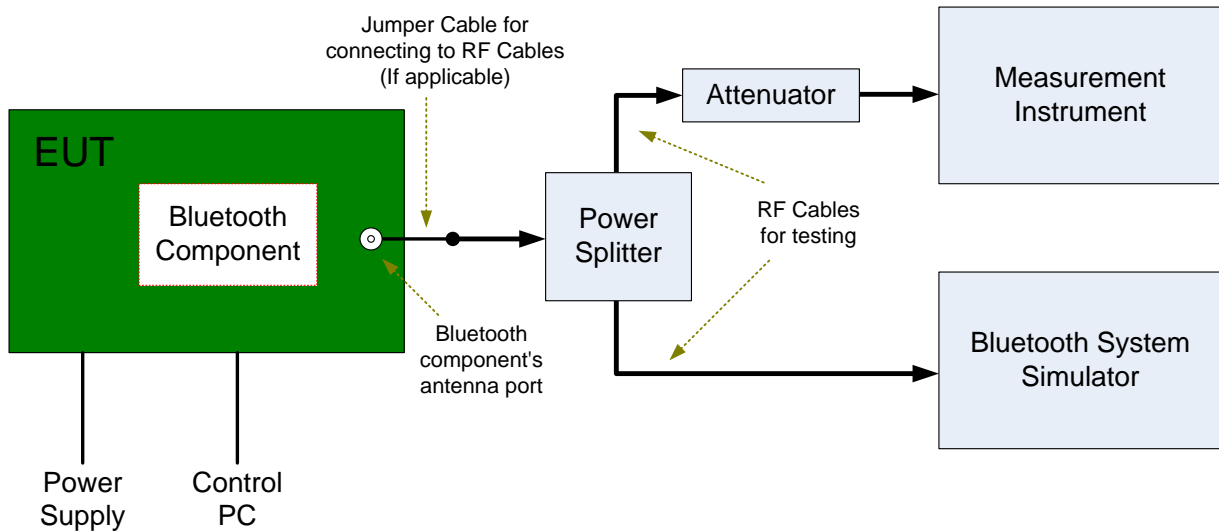 Jumper Cable for
connecting to RF Cables
(If applicable)
EUT
Bluetooth
Component
Bluetooth
component's
antenna port
Power
Supply
Control
PC
Power
Splitter
Attenuator
RF Cables
for testing
Measurement
Instrument
Bluetooth System
Simulator